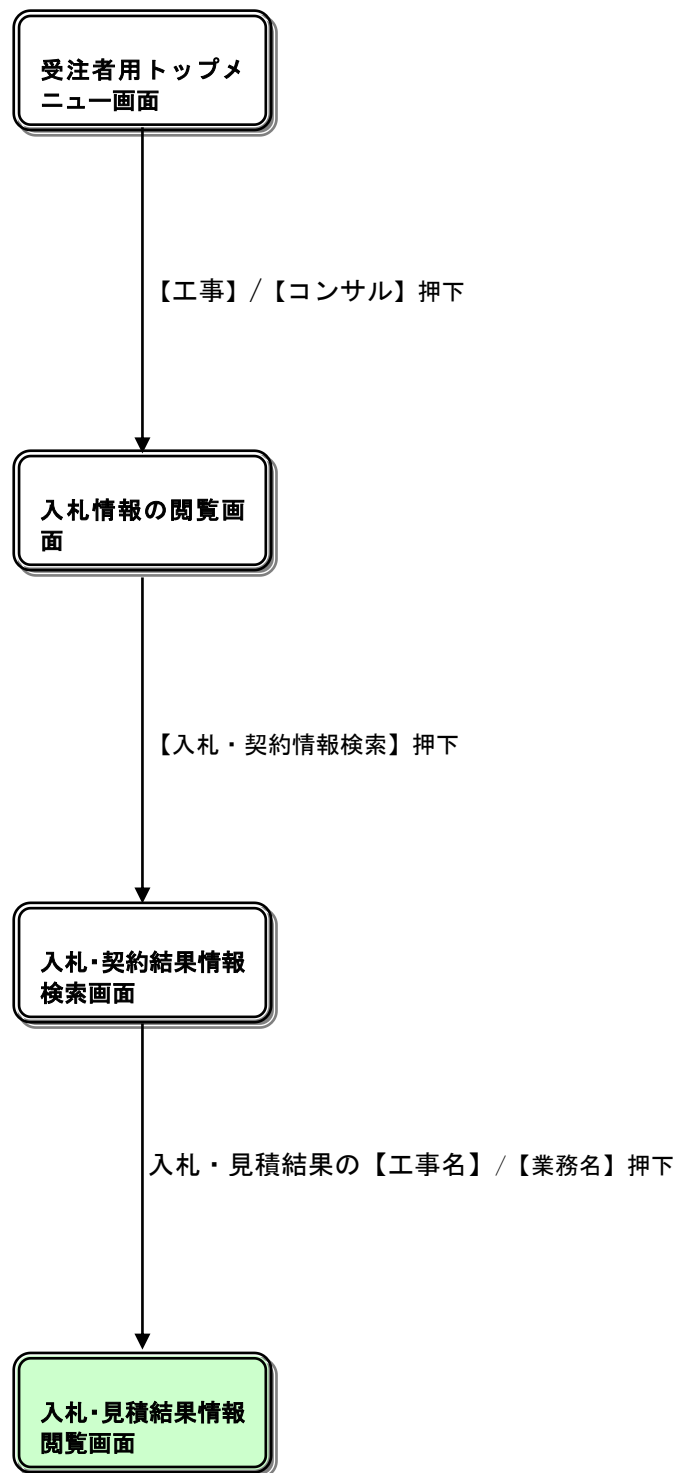 受注者用トップメ
ニュー画面
【工事】/【コンサル】押下
入札情報の閲覧画
面
【入札・契約情報検索】押下
入札・契約結果情報
検索画面
入札・見積結果の【工事名】/【業務名】押下
入札・見積結果情報
閲覧画面